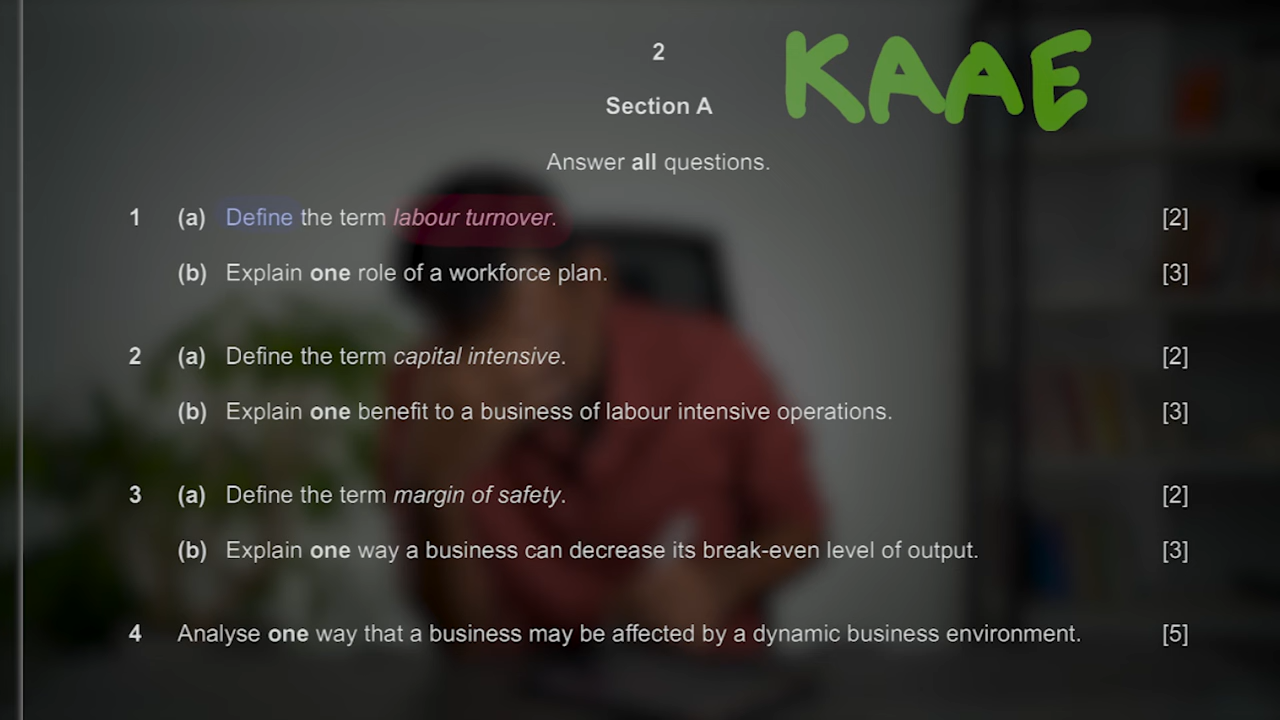 2
KAAE
Section A
Answer all questions.
1 (a) Define the term labour turnover. [2]
(b) Explain one role of a workforce plan. [3]
2 (a) Define the term capital intensive. [2]
(b) Explain one benefit to a business of labour intensive operations. [3]
3 (a) Define the term margin of safety. [2]
(b) Explain one way a business can decrease its break-even level of output. [3]
4 Analyse one way that a business may be affected by a dynamic business environment. [5]